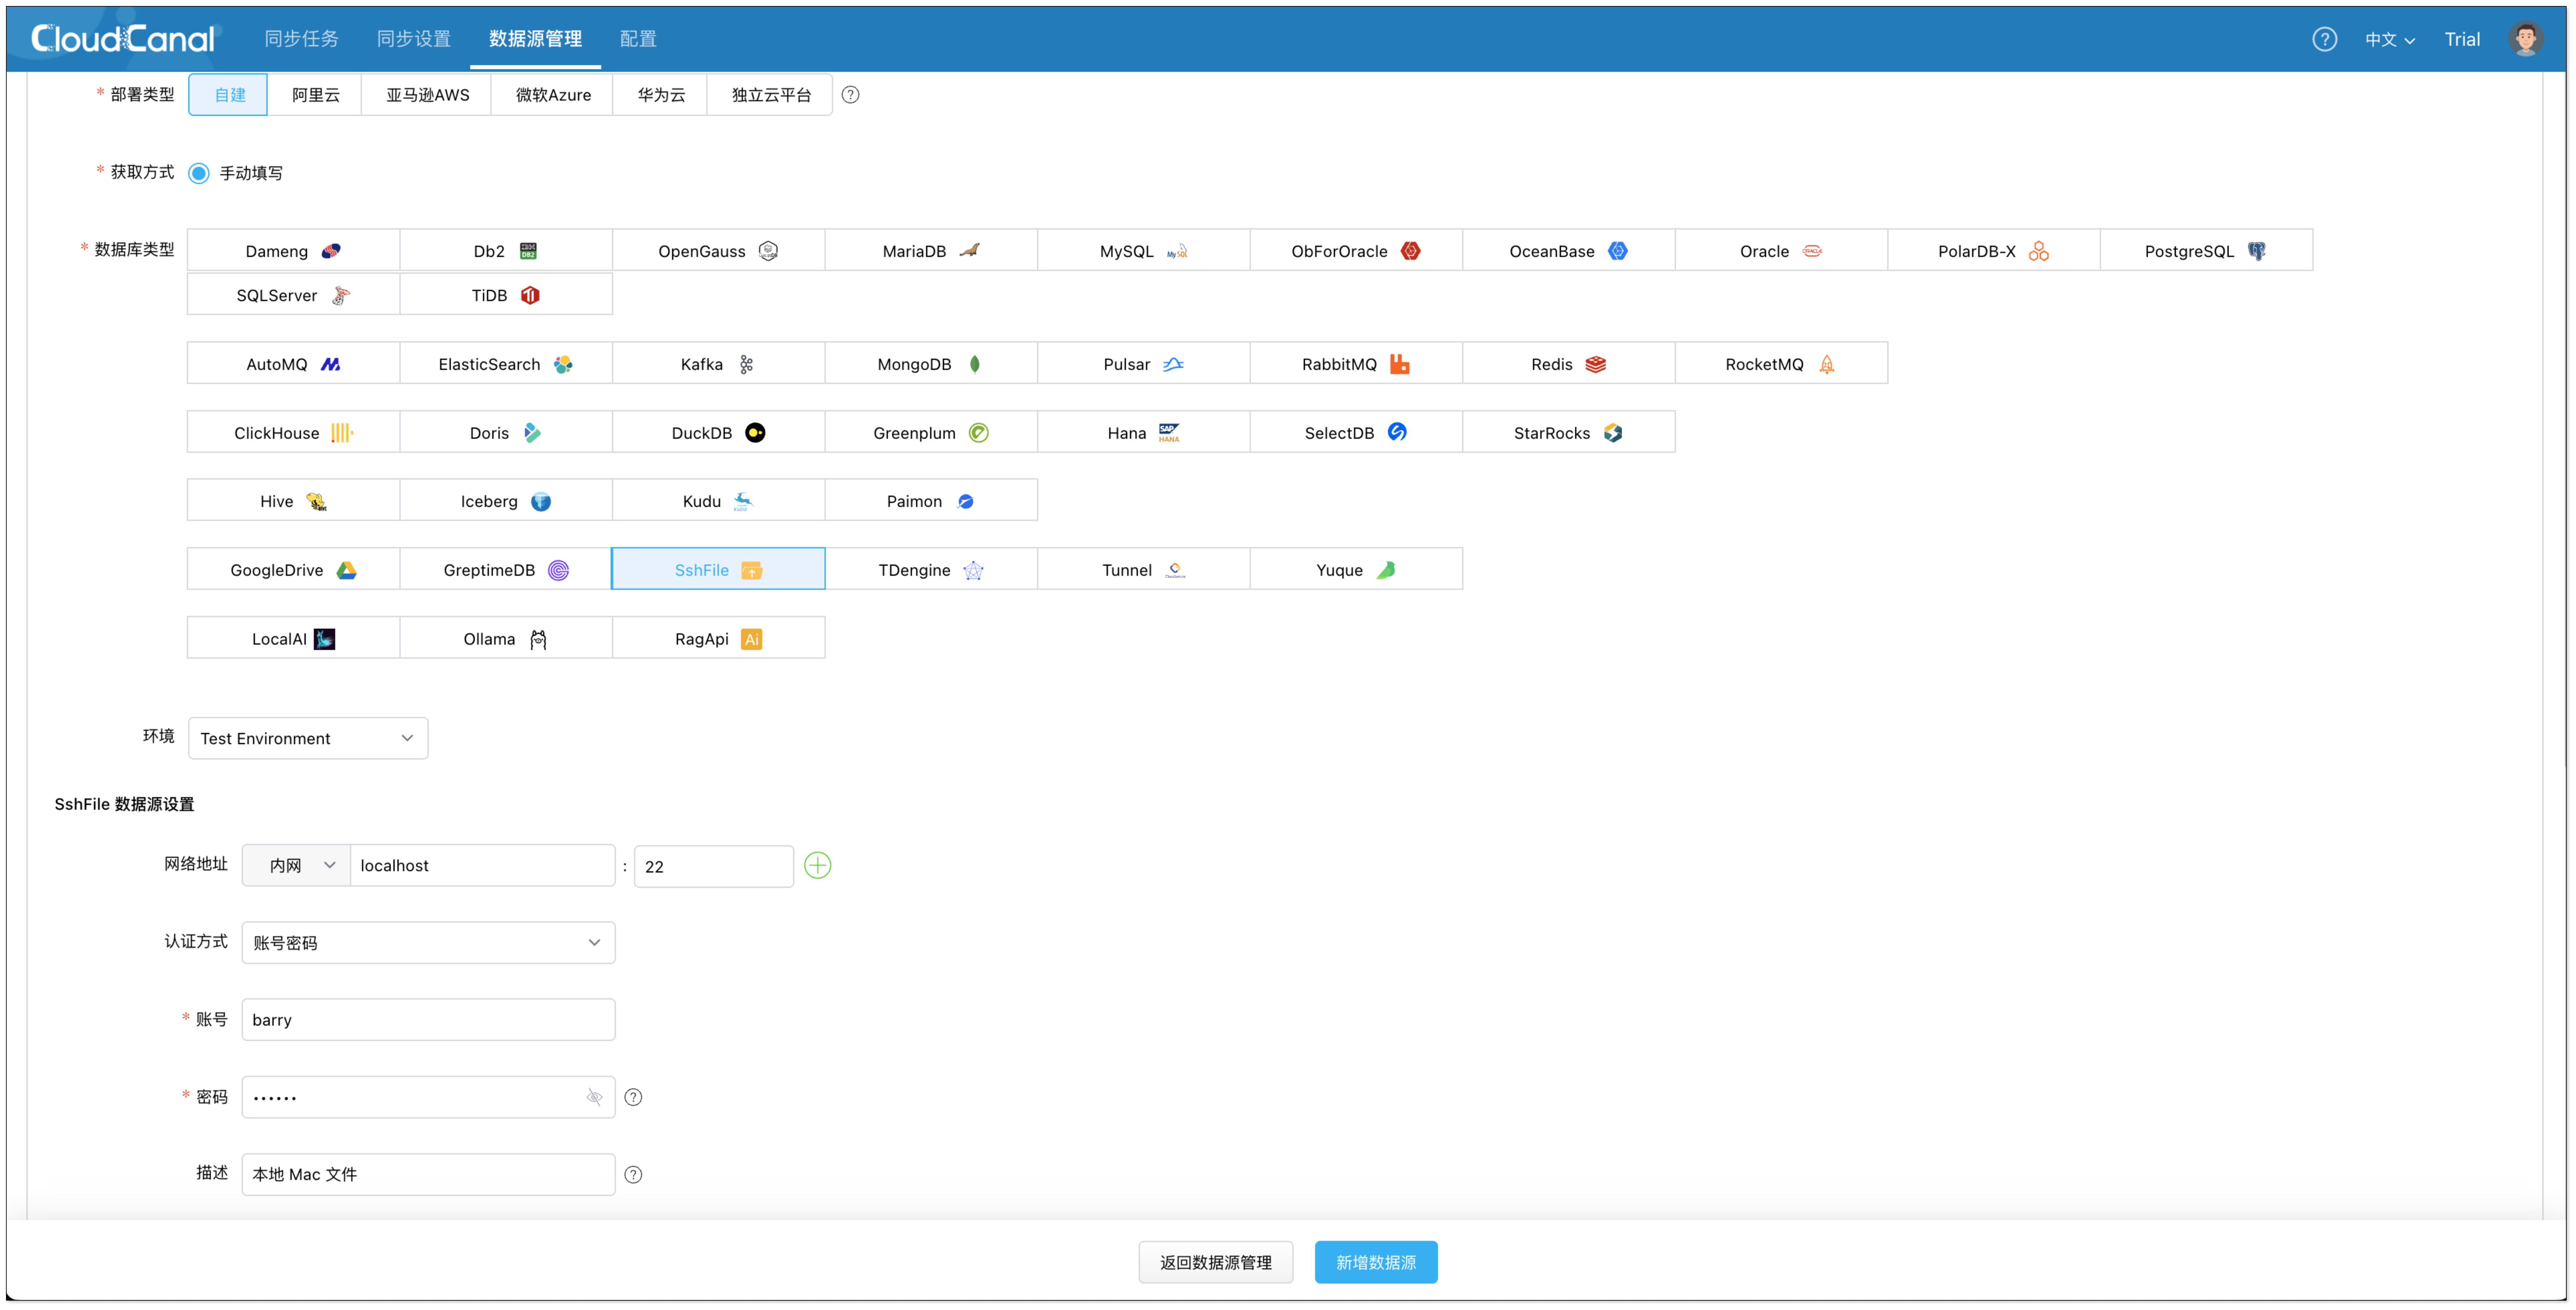 CloudCanal 同步任务 同步设置 数据源管理 配置 中文 Trial
* 部署类型 自建 阿里云 亚马逊AWS 微软Azure 华为云 独立云平台
* 获取方式 手动填写
* 数据库类型 Dameng Db2 OpenGauss MariaDB MySQL ObForOracle OceanBase Oracle PolarDB-X PostgreSQL
SQLServer TiDB
AutoMQ ElasticSearch Kafka MongoDB Pulsar RabbitMQ Redis RocketMQ
ClickHouse Doris DuckDB Greenplum Hana SelectDB StarRocks
Hive Iceberg Kudu Paimon
GoogleDrive GreptimeDB SshFile TDengine Tunnel Yuque
LocalAI Ollama RagApi Ai
环境 Test Environment
SshFile 数据源设置
网络地址 内网 localhost : 22
认证方式 账号密码
* 账号 barry
* 密码 ••••••
描述 本地 Mac 文件
返回数据源管理 新增数据源